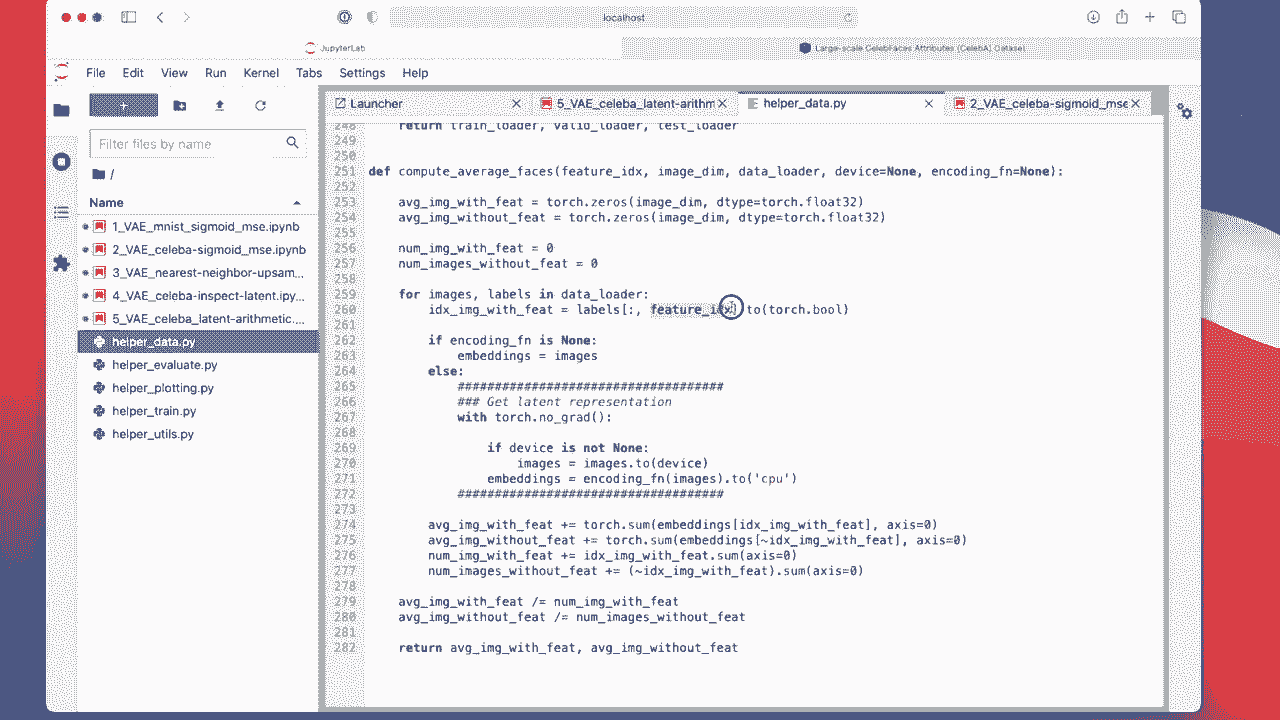 localhost
JupyterLab
Large-scale CelebFaces Attributes (CelebA) Dataset
File Edit View Run Kernel Tabs Settings Help
+
Launcher
5_VAE_celeba_latent-arithm
helper_data.py
2_VAE_celeba-sigmoid_mse
Filter files by name
/
Name
1_VAE_mnist_sigmoid_mse.ipynb
2_VAE_celeba-sigmoid_mse.ipynb
3_VAE_nearest-neighbor-upsam...
4_VAE_celeba-inspect-latent.ipy...
5_VAE_celeba_latent-arithmetic....
helper_data.py
helper_evaluate.py
helper_plotting.py
helper_train.py
helper_utils.py
248 return train_loader, valid_loader, test_loader
249
250
251 def compute_average_faces(feature_idx, image_dim, data_loader, device=None, encoding_fn=None):
252
253 avg_img_with_feat = torch.zeros(image_dim, dtype=torch.float32)
254 avg_img_without_feat = torch.zeros(image_dim, dtype=torch.float32)
255
256 num_img_with_feat = 0
257 num_images_without_feat = 0
258
259 for images, labels in data_loader:
260 idx_img_with_feat = labels[:, feature_idx].to(torch.bool)
261
262 if encoding_fn is None:
263 embeddings = images
264 else:
265 ####################################
266 ### Get latent representation
267 with torch.no_grad():
268
269 if device is not None:
270 images = images.to(device)
271 embeddings = encoding_fn(images).to('cpu')
272 ####################################
273
274 avg_img_with_feat += torch.sum(embeddings[idx_img_with_feat], axis=0)
275 avg_img_without_feat += torch.sum(embeddings[~idx_img_with_feat], axis=0)
276 num_img_with_feat += idx_img_with_feat.sum(axis=0)
277 num_images_without_feat += (~idx_img_with_feat).sum(axis=0)
278
279 avg_img_with_feat /= num_img_with_feat
280 avg_img_without_feat /= num_images_without_feat
281
282 return avg_img_with_feat, avg_img_without_feat